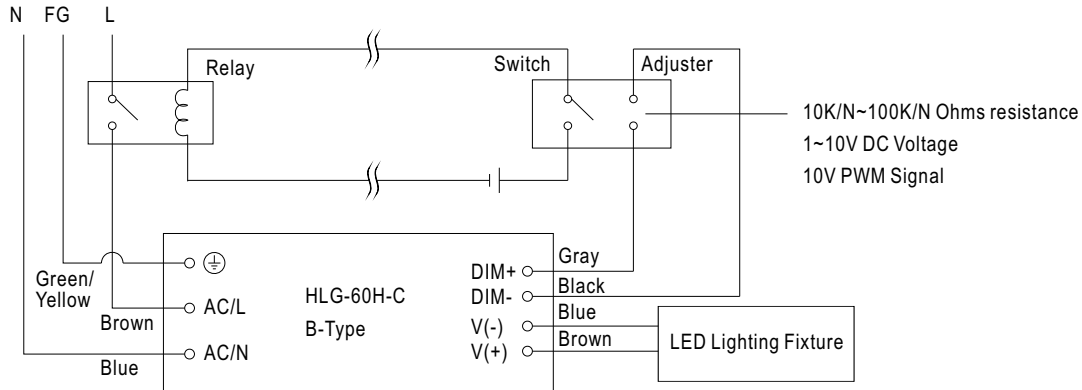 N FG L
Relay
Switch
Adjuster
10K/N~100K/N Ohms resistance
1~10V DC Voltage
10V PWM Signal
Green/
Yellow
Brown
Blue
AC/L
AC/N
HLG-60H-C
B-Type
DIM+
DIM-
V(-)
V(+)
Gray
Black
Blue
Brown
LED Lighting Fixture